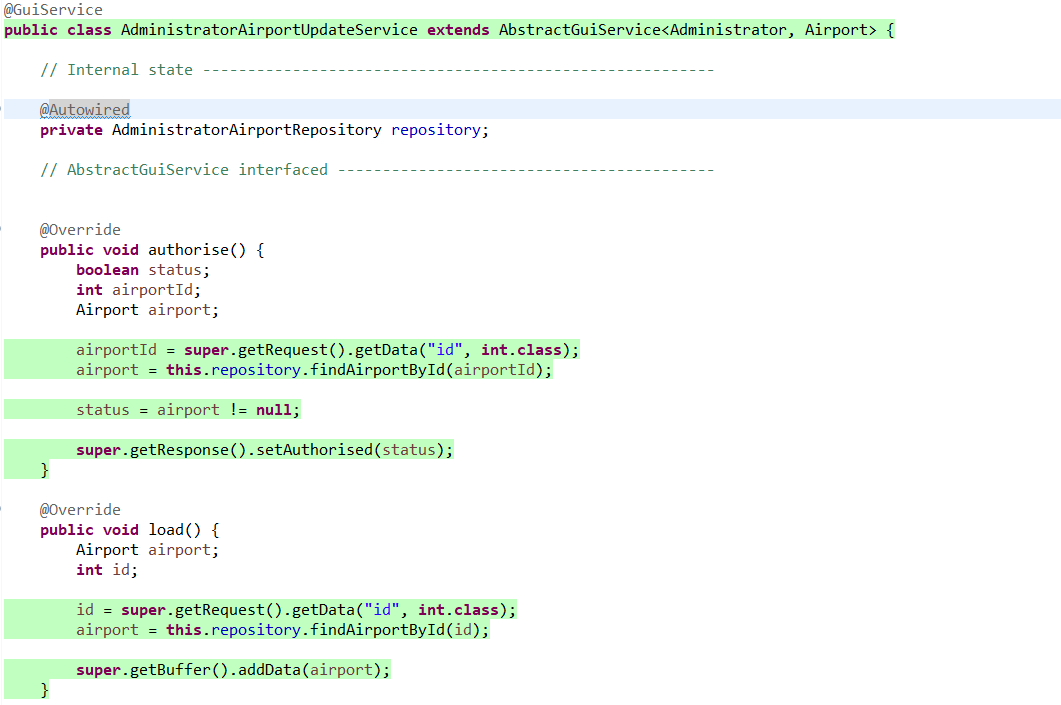 @GuiService
public class AdministratorAirportUpdateService extends AbstractGuiService<Administrator, Airport> {
// Internal state ---------------------------------------------------------
@Autowired
private AdministratorAirportRepository repository;
// AbstractGuiService interfaced ------------------------------------------
@Override
public void authorise() {
boolean status;
int airportId;
Airport airport;
airportId = super.getRequest().getData("id", int.class);
airport = this.repository.findAirportById(airportId);
status = airport != null;
super.getResponse().setAuthorised(status);
}
@Override
public void load() {
Airport airport;
int id;
id = super.getRequest().getData("id", int.class);
airport = this.repository.findAirportById(id);
super.getBuffer().addData(airport);
}